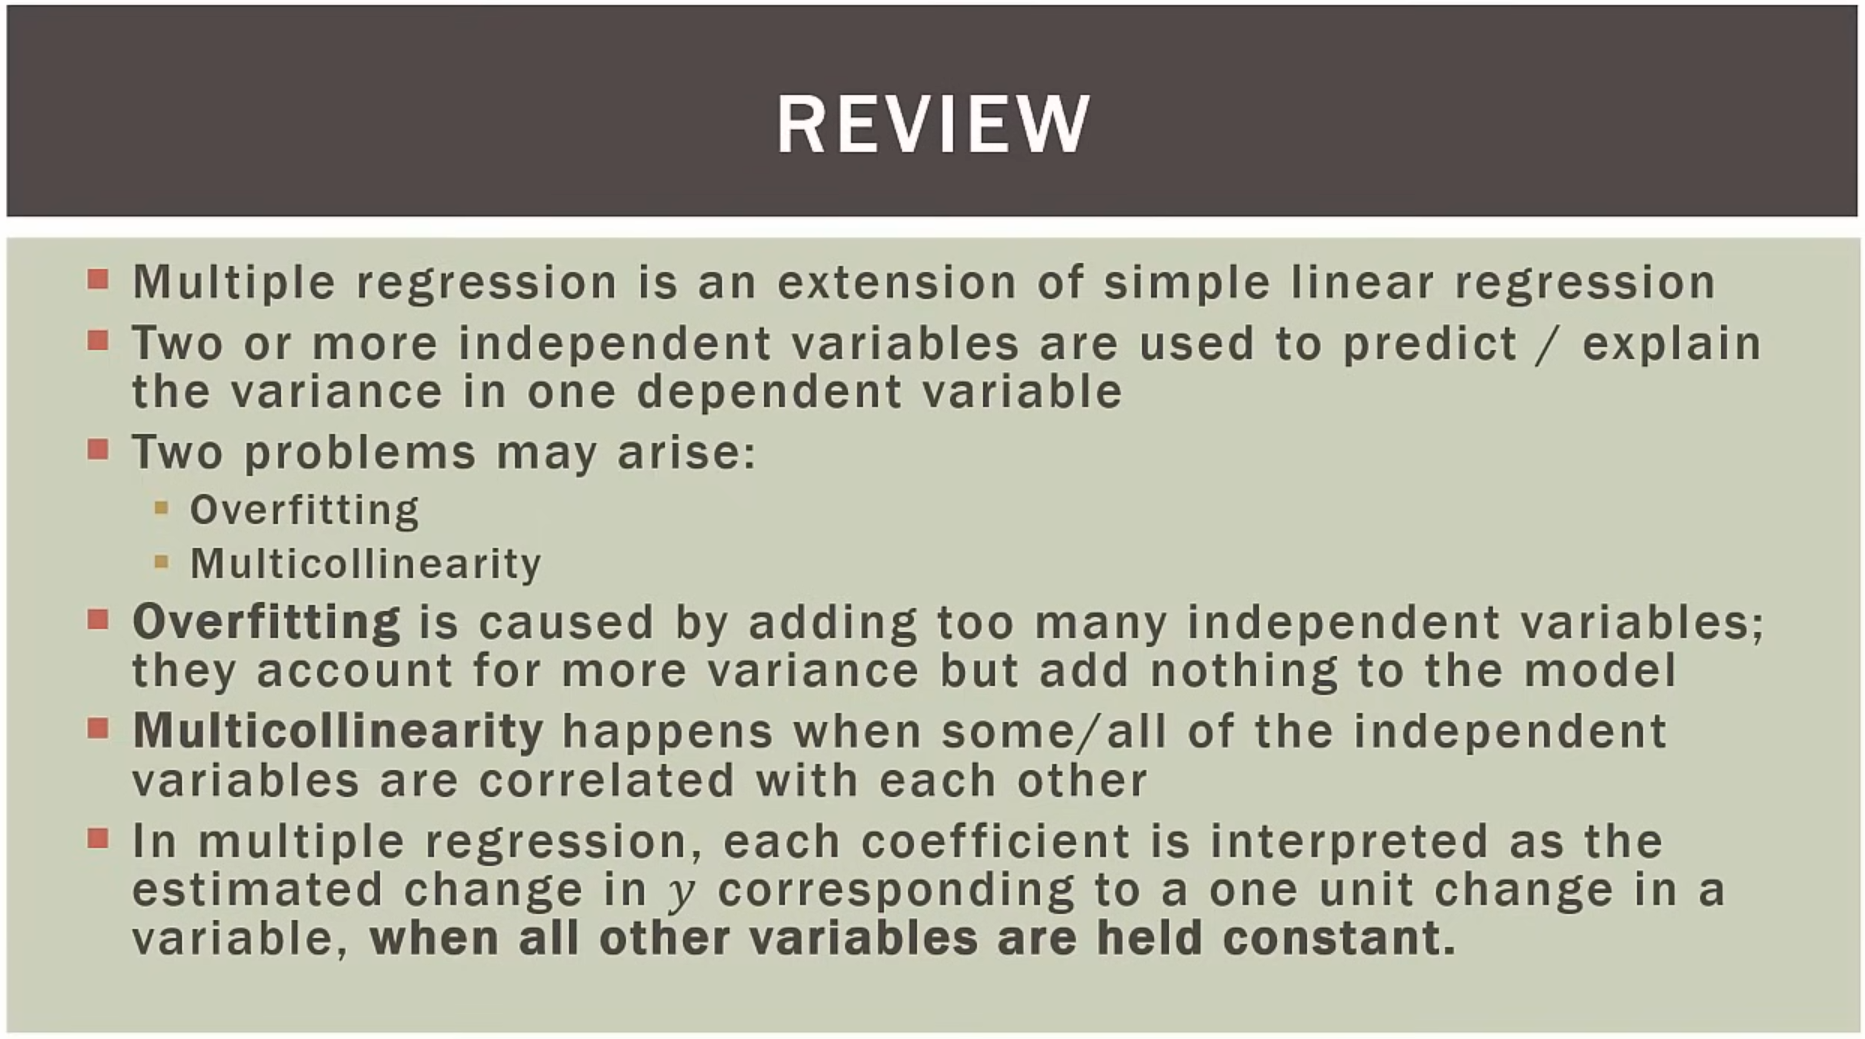 REVIEW
Multiple regression is an extension of simple linear regression
Two or more independent variables are used to predict / explain
the variance in one dependent variable
Two problems may arise:
Overfitting
Multicollinearity
Overfitting is caused by adding too many independent variables;
they account for more variance but add nothing to the model
Multicollinearity happens when some/all of the independent
variables are correlated with each other
In multiple regression, each coefficient is interpreted as the
estimated change in y corresponding to a one unit change in a
variable, when all other variables are held constant.